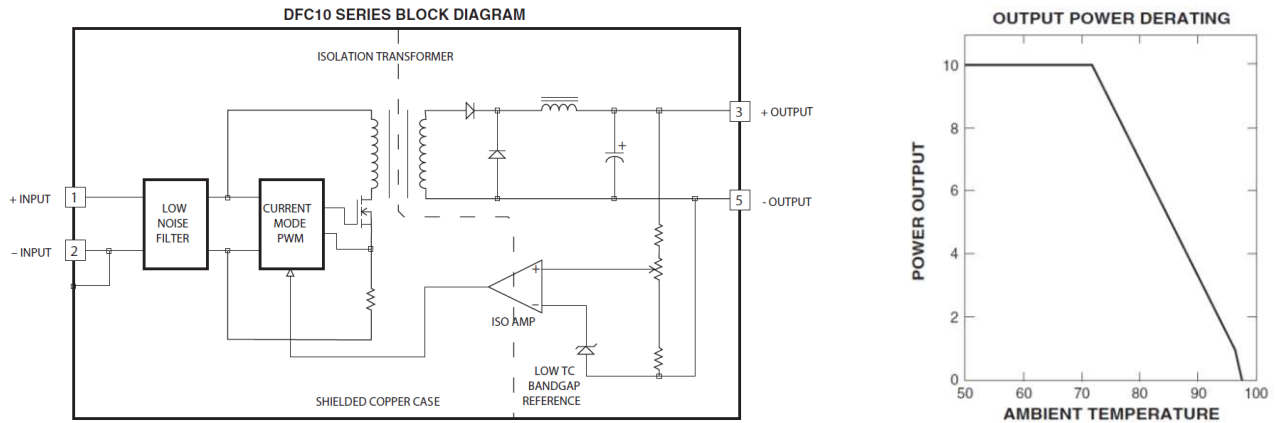 DFC10 SERIES BLOCK DIAGRAM
ISOLATION TRANSFORMER
3
+ OUTPUT
+
+ INPUT
1
LOW
NOISE
FILTER
CURRENT
MODE
PWM
5
- OUTPUT
– INPUT
2
+
–
ISO AMP
LOW TC
BANDGAP
REFERENCE
SHIELDED COPPER CASE
OUTPUT POWER DERATING
POWER OUTPUT
10
8
6
4
2
0
50 60 70 80 90 100
AMBIENT TEMPERATURE